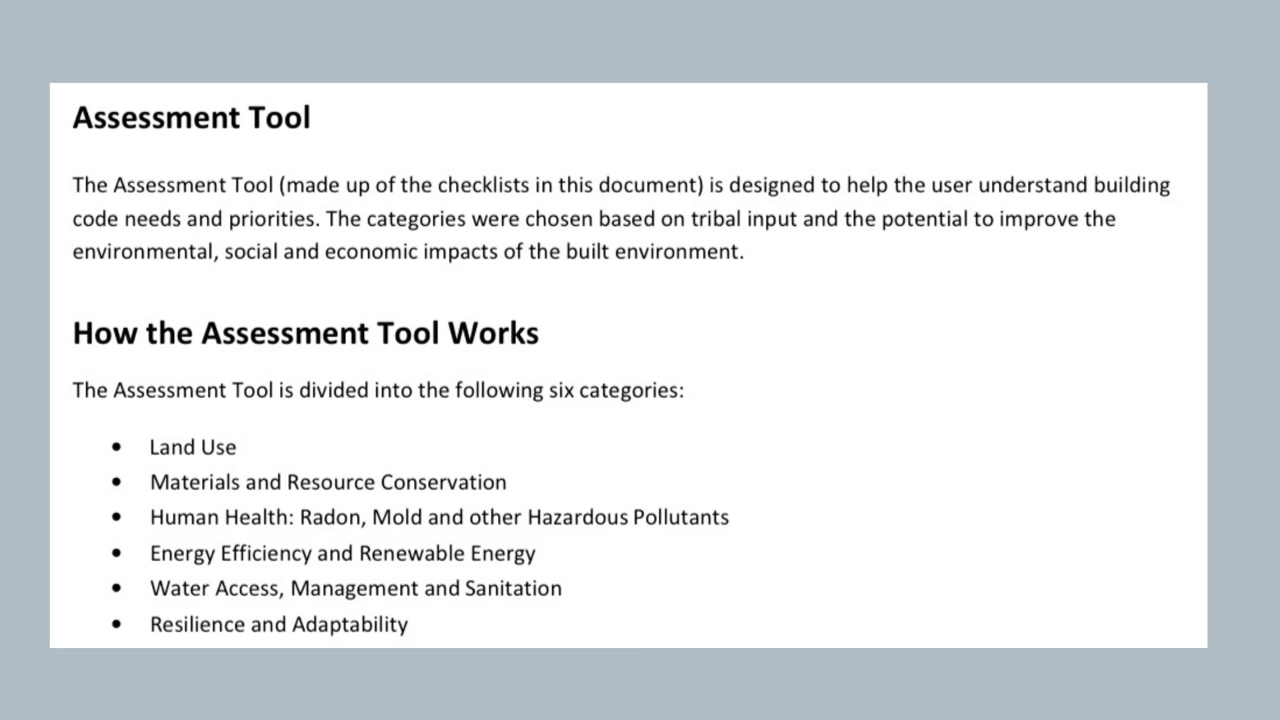 Assessment Tool
The Assessment Tool (made up of the checklists in this document) is designed to help the user understand building
code needs and priorities. The categories were chosen based on tribal input and the potential to improve the
environmental, social and economic impacts of the built environment.
How the Assessment Tool Works
The Assessment Tool is divided into the following six categories:
• Land Use
• Materials and Resource Conservation
• Human Health: Radon, Mold and other Hazardous Pollutants
• Energy Efficiency and Renewable Energy
• Water Access, Management and Sanitation
• Resilience and Adaptability